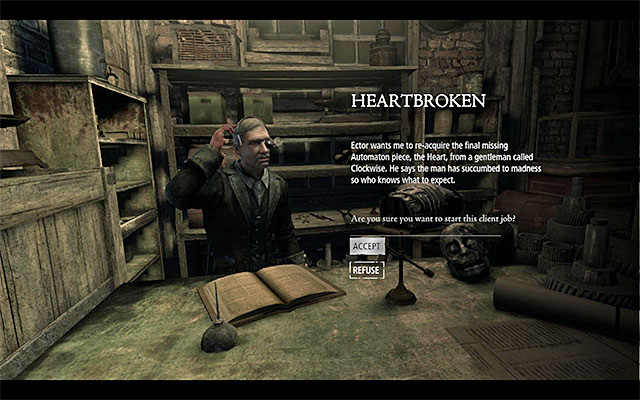 HEARTBROKEN
Ector wants me to re-acquire the final missing
Automaton piece, the Heart, from a gentleman called
Clockwise. He says the man has succumbed to madness
so who knows what to expect.
Are you sure you want to start this client job?
ACCEPT
REFUSE